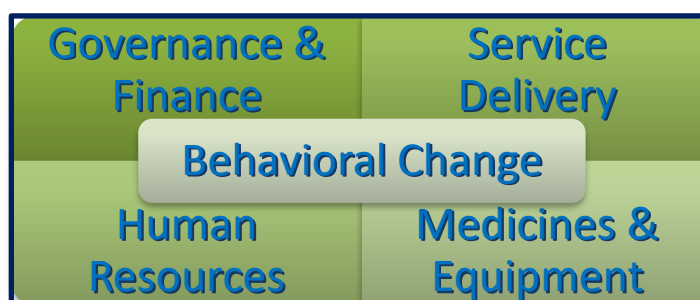 Governance &
Finance
Service
Delivery
Behavioral Change
Human
Resources
Medicines &
Equipment